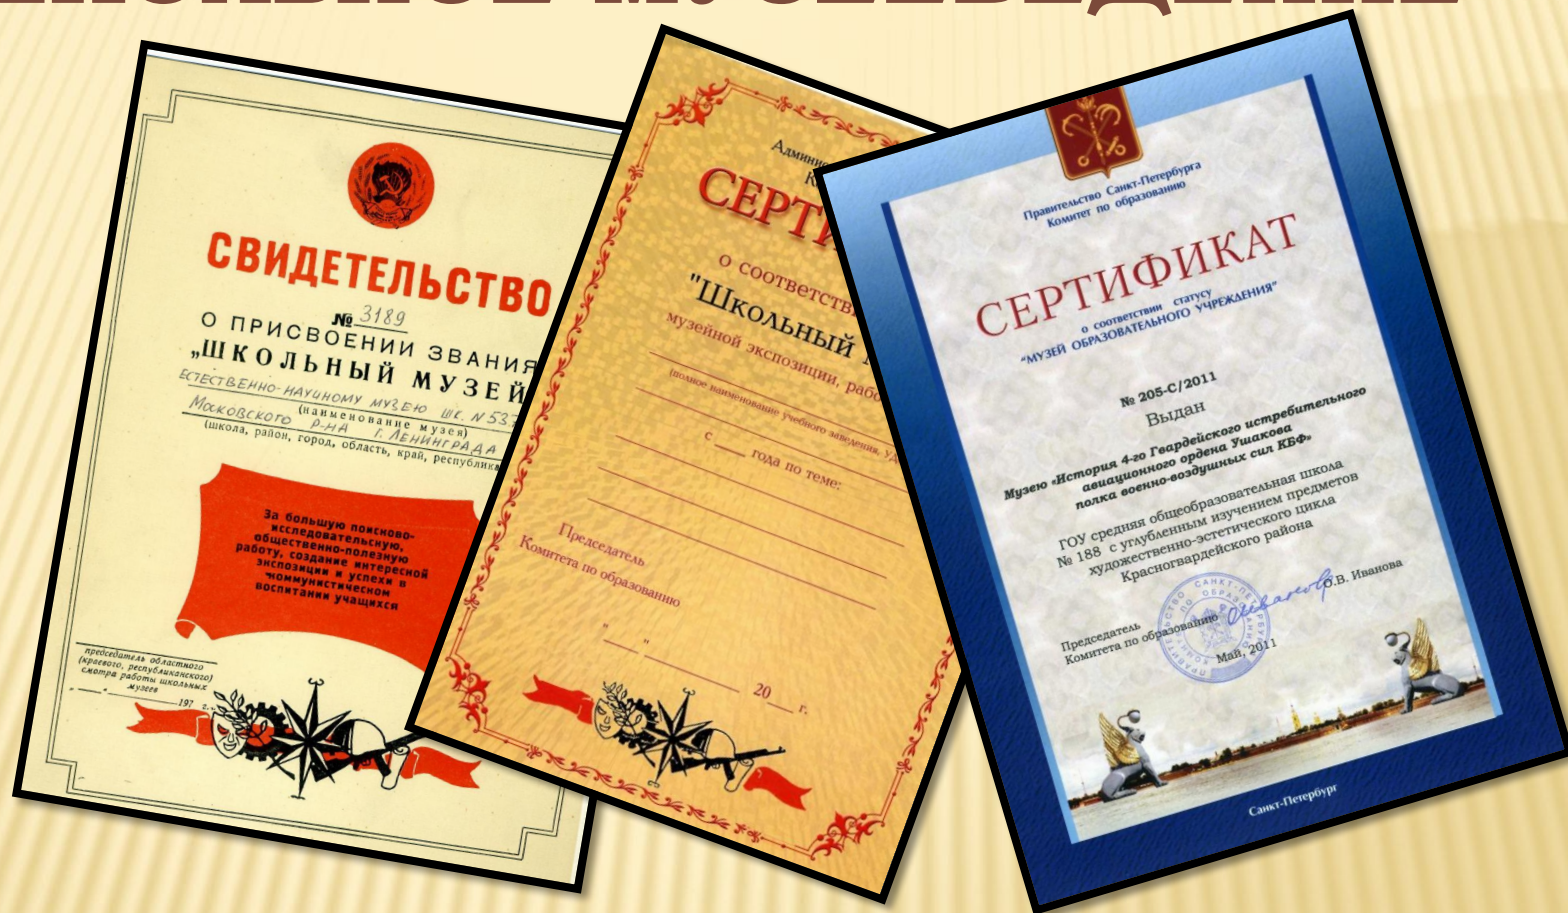 СВИДЕТЕЛЬСТВО
№ 3189
О ПРИСВОЕНИИ ЗВАНИЯ
„ШКОЛЬНЫЙ МУЗЕЙ
ЕСТЕСТВЕННО-НАУЧНОМУ МУЗЕЮ ШК. N 537
(наименование музея)
МОСКОВСКОГО Р-НА Г. ЛЕНИНГРАДА
(школа, район, город, область, край, республика
За большую поисково-
исследовательскую,
общественно-полезную
работу, создание интересной
экспозиции и успехи в
коммунистическом
воспитании учащихся
председатель областного
(краевого, республиканского)
смотра работы школьных
музеев
„ “ 197 г.
о соответствии
"Школьный
музейной экспозиции,
(полное наименование учебного заведения,
с года по теме:
Председатель
Комитета по образованию
" " 20 г.
Правительство Санкт-Петербурга
Комитет по образованию
СЕРТИФИКАТ
о соответствии статусу
"МУЗЕЙ ОБРАЗОВАТЕЛЬНОГО УЧРЕЖДЕНИЯ"
№ 205-С/2011
Выдан
Музею «История 4-го Гвардейского истребительного
авиационного ордена Ушакова
полка военно-воздушных сил КБФ»
ГОУ средняя общеобразовательная школа
№ 188 с углубленным изучением предметов
художественно-эстетического цикла
Красногвардейского района
Председатель
Комитета по образованию О.В. Иванова
Май, 2011
Санкт-Петербург